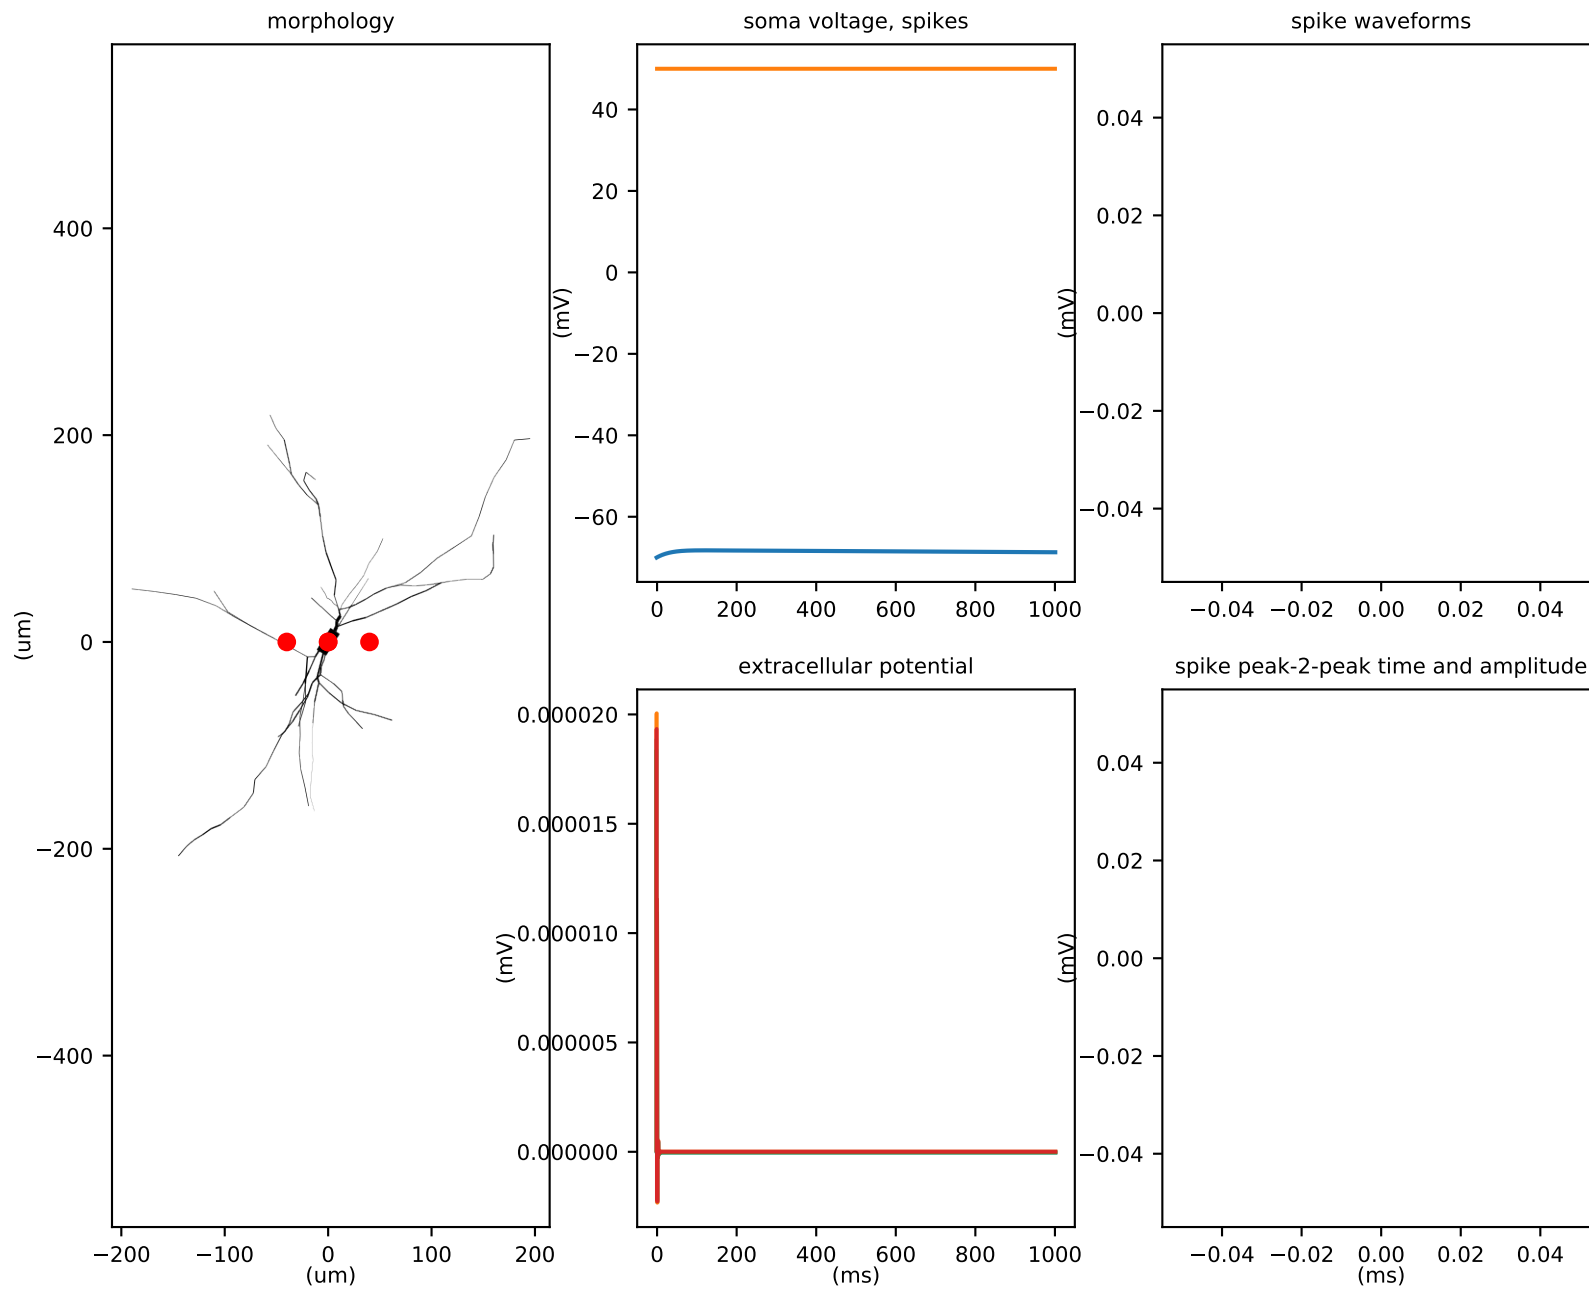 morphology
400
200
0
−200
−400
(um)
−200 −100 0 100 200
(um)
soma voltage, spikes
40
20
0
−20
−40
−60
(mV)
0 200 400 600 800 1000
extracellular potential
0.000020
0.000015
0.000010
0.000005
0.000000
(mV)
0 200 400 600 800 1000
(ms)
spike waveforms
0.04
0.02
0.00
−0.02
−0.04
(mV)
−0.04 −0.02 0.00 0.02 0.04
spike peak-2-peak time and amplitude
0.04
0.02
0.00
−0.02
−0.04
(mV)
−0.04 −0.02 0.00 0.02 0.04
(ms)